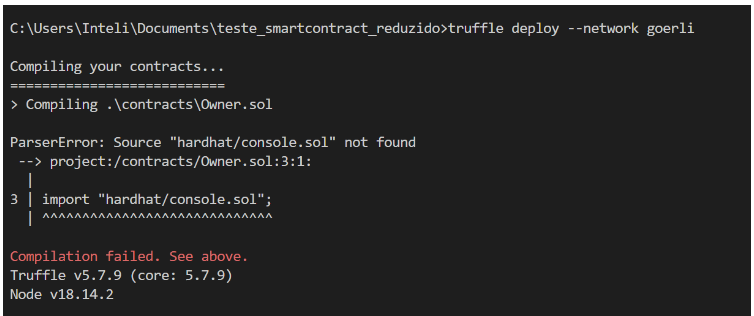 C:\Users\Inteli\Documents\teste_smartcontract_reduzido>truffle deploy --network goerli
Compiling your contracts...
===========================
> Compiling .\contracts\Owner.sol
ParserError: Source "hardhat/console.sol" not found
 --> project:/contracts/Owner.sol:3:1:
  |
3 | import "hardhat/console.sol";
  | ^^^^^^^^^^^^^^^^^^^^^^^^^^^^^
Compilation failed. See above.
Truffle v5.7.9 (core: 5.7.9)
Node v18.14.2